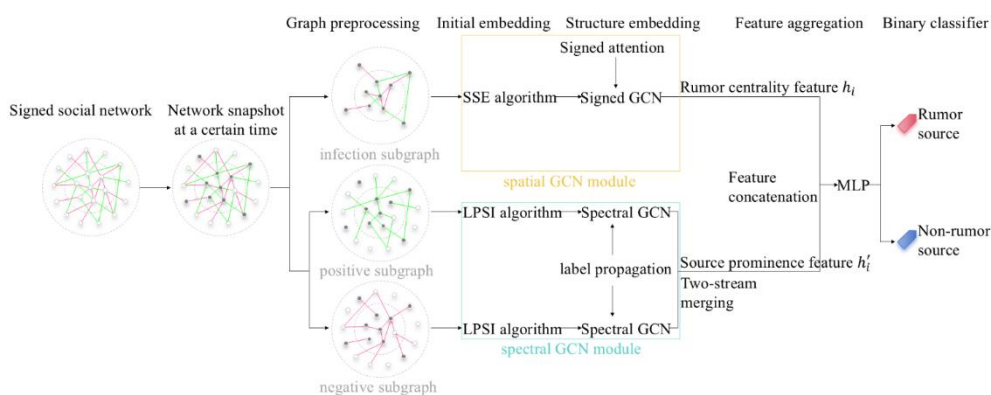 Graph preprocessing
Initial embedding
Structure embedding
Feature aggregation
Binary classifier
Signed attention
Signed social network
Network snapshot
at a certain time
SSE algorithm
Signed GCN
Rumor centrality feature h_i
Rumor
source
infection subgraph
spatial GCN module
Feature
concatenation
MLP
LPSI algorithm
Spectral GCN
Non-rumor
source
positive subgraph
label propagation
Source prominence feature h'_i
Two-stream
merging
LPSI algorithm
Spectral GCN
spectral GCN module
negative subgraph